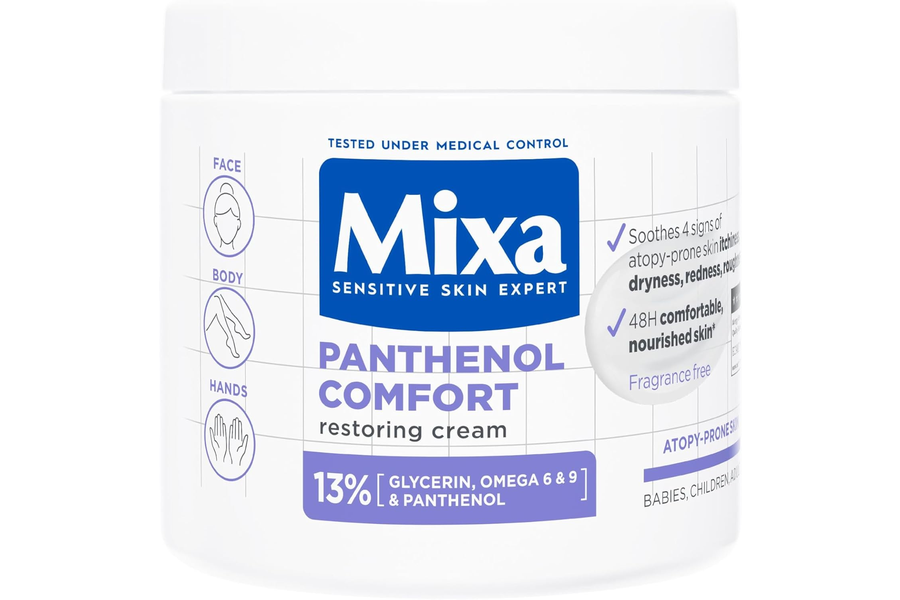 TESTED UNDER MEDICAL CONTROL
Mixa
SENSITIVE SKIN EXPERT
PANTHENOL
COMFORT
restoring cream
13% [GLYCERIN, OMEGA 6 & 9
& PANTHENOL]
FACE
BODY
HANDS
✓ Soothes 4 signs of
atopy-prone skin
dryness, redness,
✓ 48H comfortable,
nourished skin*
Fragrance free
ATOPY-PRONE
BABIES, CHILDREN,